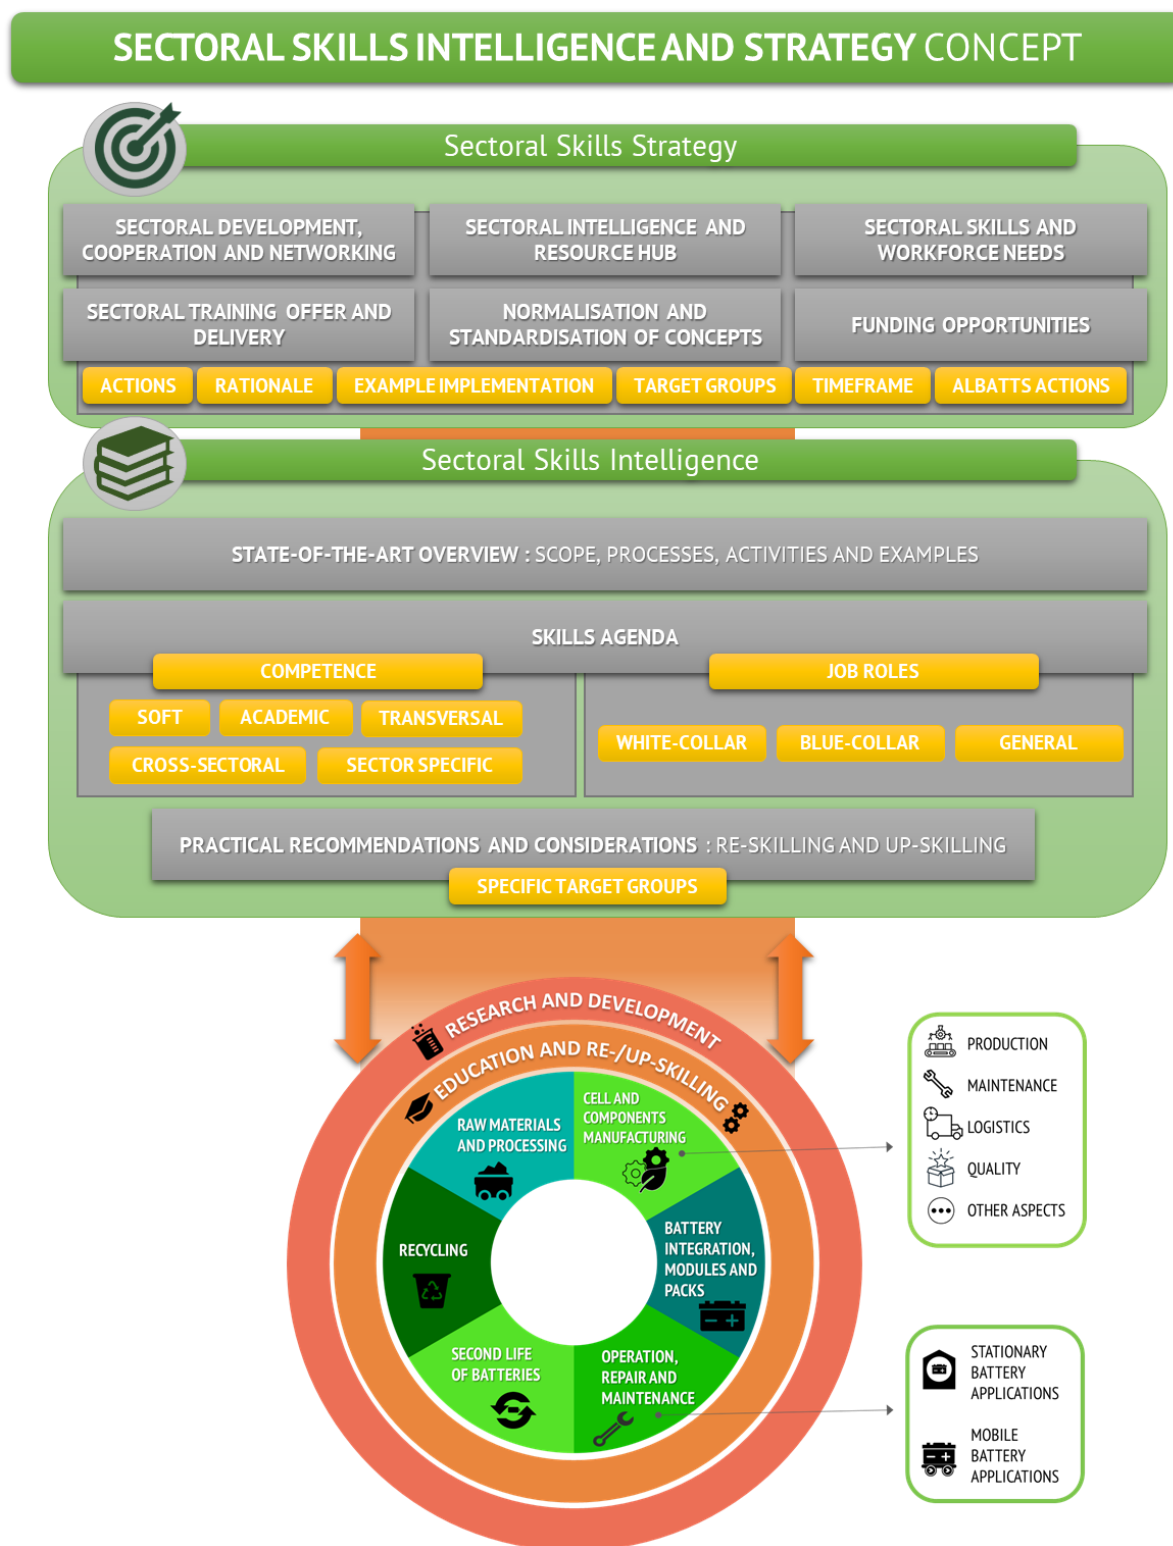 SECTORAL SKILLS INTELLIGENCE AND STRATEGY CONCEPT
Sectoral Skills Strategy
SECTORAL DEVELOPMENT,
COOPERATION AND NETWORKING
SECTORAL INTELLIGENCE AND
RESOURCE HUB
SECTORAL SKILLS AND
WORKFORCE NEEDS
SECTORAL TRAINING OFFER AND
DELIVERY
NORMALISATION AND
STANDARDISATION OF CONCEPTS
FUNDING OPPORTUNITIES
ACTIONS
RATIONALE
EXAMPLE IMPLEMENTATION
TARGET GROUPS
TIMEFRAME
ALBATTS ACTIONS
Sectoral Skills Intelligence
STATE-OF-THE-ART OVERVIEW : SCOPE, PROCESSES, ACTIVITIES AND EXAMPLES
SKILLS AGENDA
COMPETENCE
SOFT
ACADEMIC
TRANSVERSAL
CROSS-SECTORAL
SECTOR SPECIFIC
JOB ROLES
WHITE-COLLAR
BLUE-COLLAR
GENERAL
PRACTICAL RECOMMENDATIONS AND CONSIDERATIONS : RE-SKILLING AND UP-SKILLING
SPECIFIC TARGET GROUPS
RESEARCH AND DEVELOPMENT
EDUCATION AND RE-/UP-SKILLING
RAW MATERIALS
AND PROCESSING
CELL AND
COMPONENTS
MANUFACTURING
BATTERY
INTEGRATION,
MODULES AND
PACKS
OPERATION,
REPAIR AND
MAINTENANCE
SECOND LIFE
OF BATTERIES
RECYCLING
PRODUCTION
MAINTENANCE
LOGISTICS
QUALITY
OTHER ASPECTS
STATIONARY
BATTERY
APPLICATIONS
MOBILE
BATTERY
APPLICATIONS